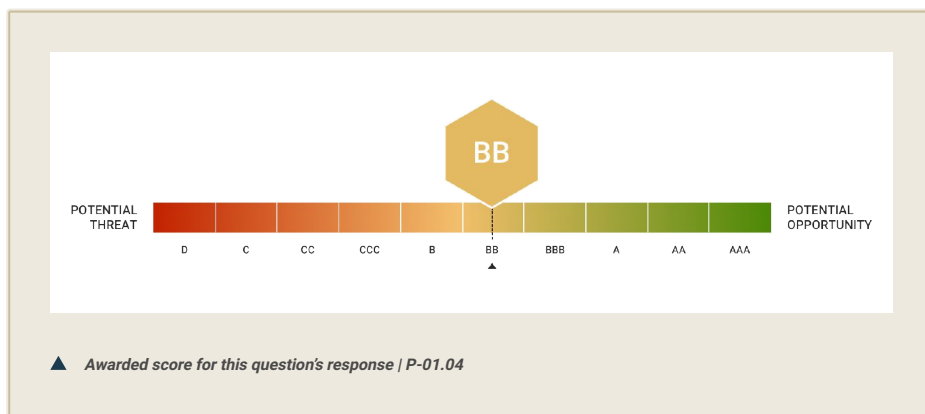 BB
POTENTIAL
THREAT
POTENTIAL
OPPORTUNITY
D C CC CCC B BB BBB A AA AAA
Awarded score for this question's response | P-01.04